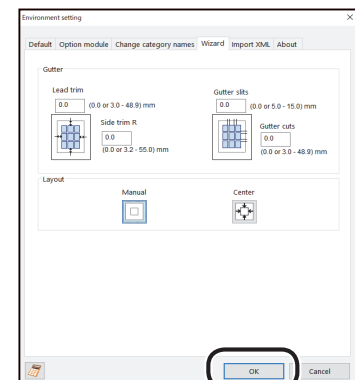 Environment setting
Default Option module Change category names Wizard Import XML About
Gutter
Lead trim
0.0 (0.0 or 3.0 - 48.9) mm
Side trim R
0.0
(0.0 or 3.2 - 55.0) mm
Gutter slits
0.0 (0.0 or 5.0 - 15.0) mm
Gutter cuts
0.0
(0.0 or 3.0 - 48.9) mm
Layout
Manual Center
OK Cancel